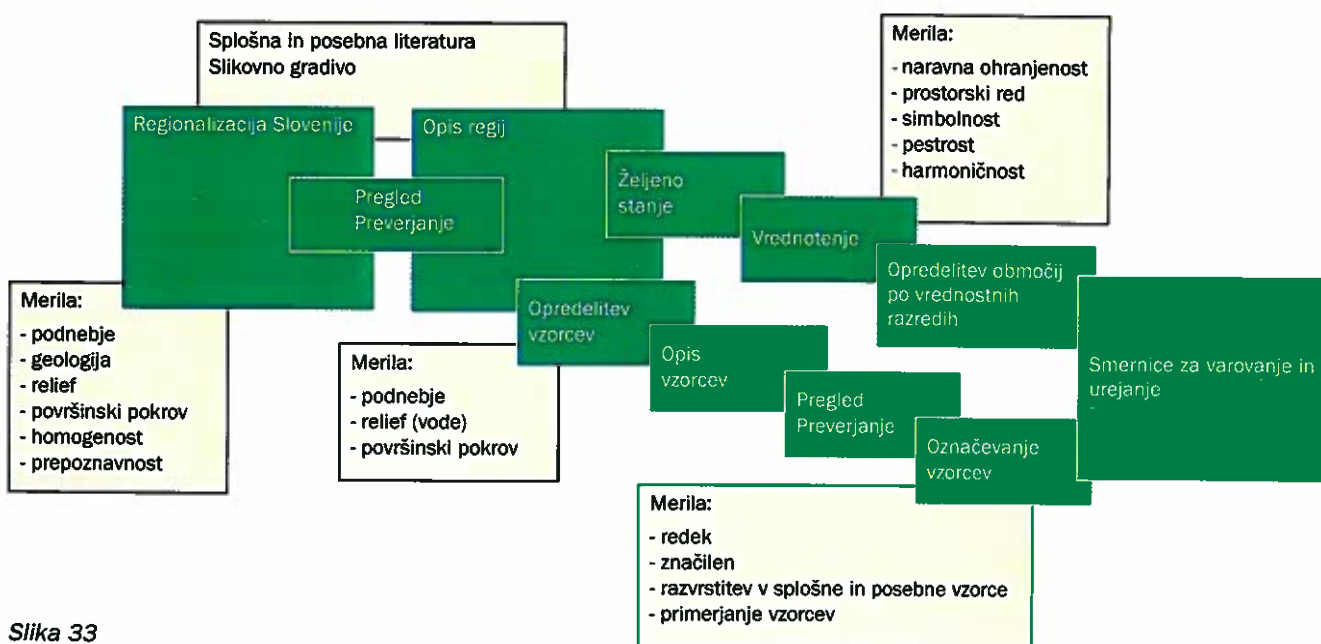 Splošna in posebna literatura
Slikovno gradivo
Regionalizacija Slovenije
Opis regij
Pregled
Preverjanje
Merila:
- podnebje
- geologija
- relief
- površinski pokrov
- homogenost
- prepoznavnost
Željeno
stanje
Vrednotenje
Merila:
- naravna ohranjenost
- prostorski red
- simbolnost
- pestrost
- harmoničnost
Opredelitev območij
po vrednostnih
razredih
Opredelitev
vzorcev
Merila:
- podnebje
- relief (vode)
- površinski pokrov
Opis
vzorcev
Pregled
Preverjanje
Označevanje
vzorcev
Merila:
- redek
- značilen
- razvrstitev v splošne in posebne vzorce
- primerjanje vzorcev
Smernice za varovanje in
urejanje
Slika 33